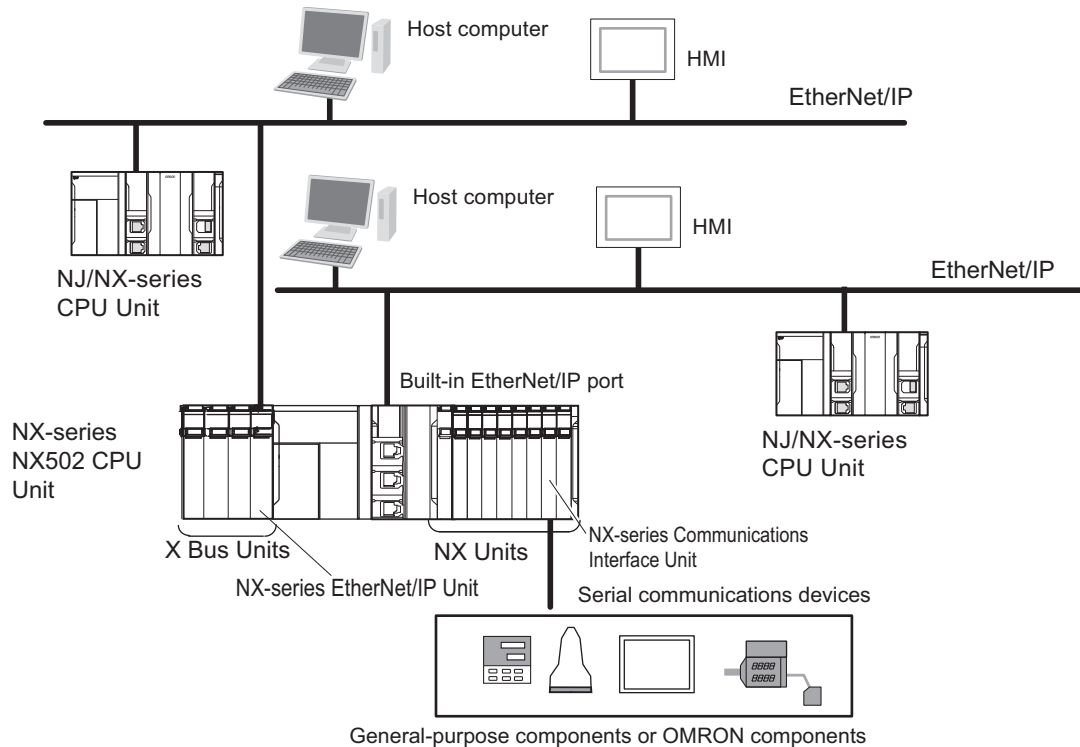 Host computer
HMI
EtherNet/IP
Host computer
HMI
NJ/NX-series
CPU Unit
EtherNet/IP
Built-in EtherNet/IP port
NX-series
NX502 CPU
Unit
NJ/NX-series
CPU Unit
X Bus Units
NX Units
NX-series Communications
Interface Unit
NX-series EtherNet/IP Unit
Serial communications devices
8888
8888
General-purpose components or OMRON components